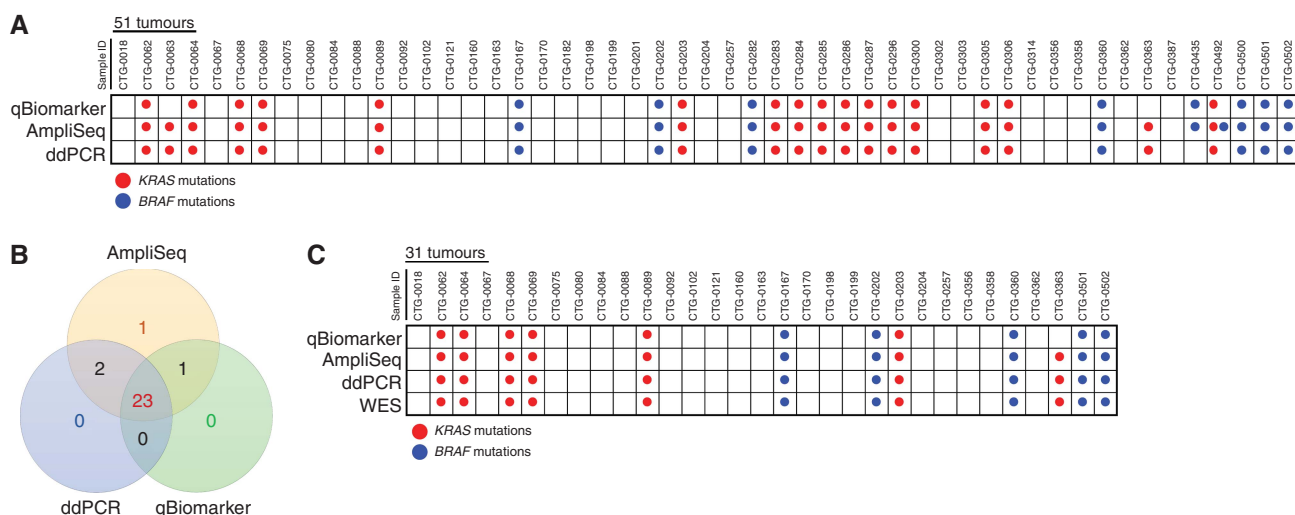 A
51 tumours
Sample ID
CTG-0018
CTG-0062
CTG-0063
CTG-0064
CTG-0067
CTG-0068
CTG-0069
CTG-0075
CTG-0080
CTG-0084
CTG-0088
CTG-0089
CTG-0092
CTG-0102
CTG-0121
CTG-0160
CTG-0163
CTG-0167
CTG-0170
CTG-0182
CTG-0198
CTG-0199
CTG-0201
CTG-0202
CTG-0203
CTG-0204
CTG-0257
CTG-0282
CTG-0283
CTG-0284
CTG-0285
CTG-0286
CTG-0287
CTG-0296
CTG-0300
CTG-0302
CTG-0303
CTG-0305
CTG-0306
CTG-0314
CTG-0356
CTG-0358
CTG-0360
CTG-0362
CTG-0363
CTG-0387
CTG-0435
CTG-0492
CTG-0500
CTG-0501
CTG-0502
qBiomarker
AmpliSeq
ddPCR
KRAS mutations
BRAF mutations
B
AmpliSeq
1
2
1
23
0
0
0
ddPCR
qBiomarker
C
31 tumours
Sample ID
CTG-0018
CTG-0062
CTG-0064
CTG-0067
CTG-0068
CTG-0069
CTG-0075
CTG-0080
CTG-0084
CTG-0088
CTG-0089
CTG-0092
CTG-0102
CTG-0121
CTG-0160
CTG-0163
CTG-0167
CTG-0170
CTG-0198
CTG-0199
CTG-0202
CTG-0203
CTG-0204
CTG-0257
CTG-0356
CTG-0358
CTG-0360
CTG-0362
CTG-0363
CTG-0501
CTG-0502
qBiomarker
AmpliSeq
ddPCR
WES
KRAS mutations
BRAF mutations